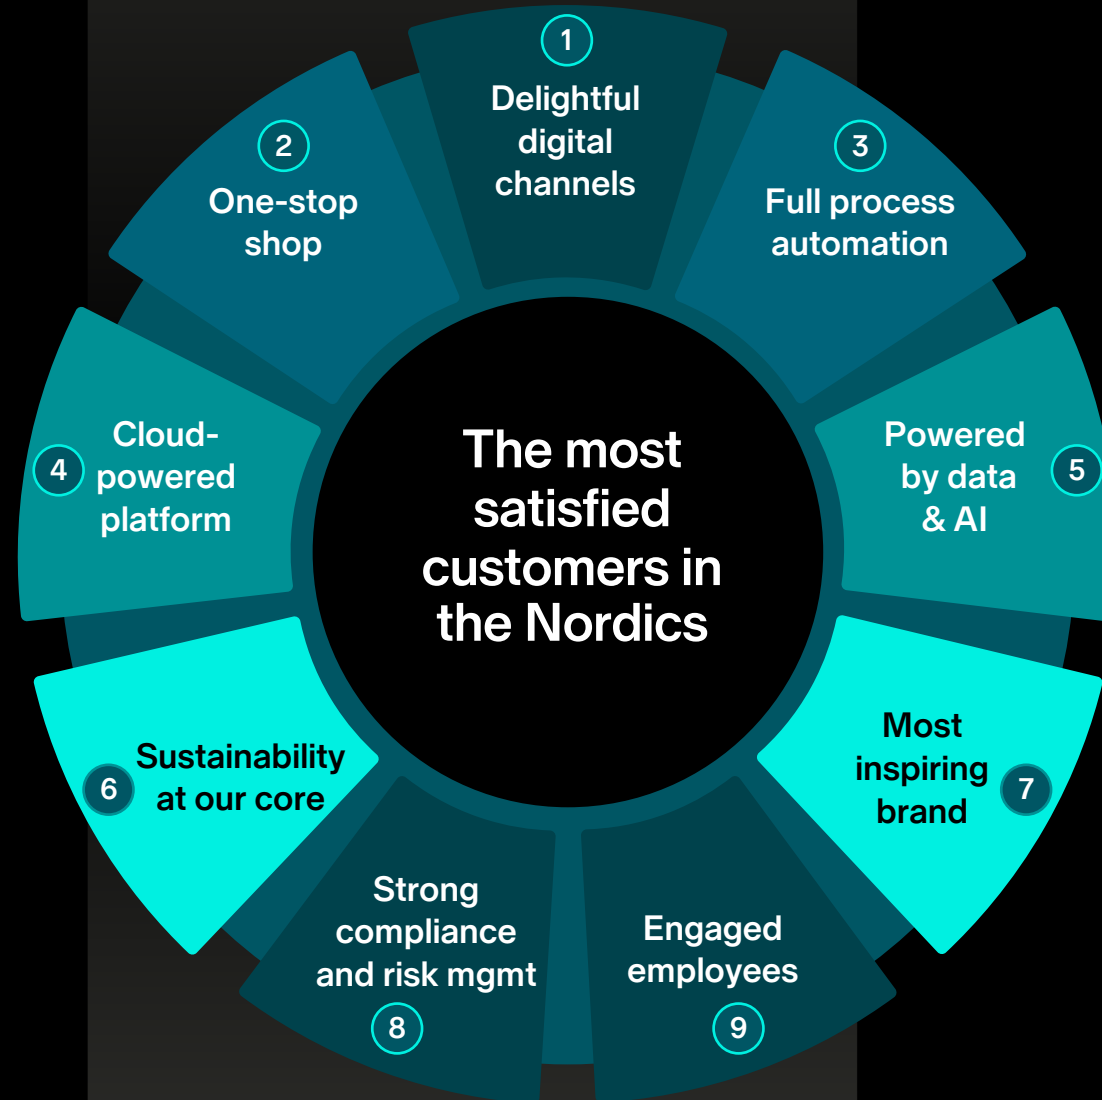 1
Delightful
digital
channels
2
One-stop
shop
3
Full process
automation
4
Cloud-
powered
platform
5
Powered
by data
& AI
The most
satisfied
customers in
the Nordics
6
Sustainability
at our core
7
Most
inspiring
brand
8
Strong
compliance
and risk mgmt
9
Engaged
employees